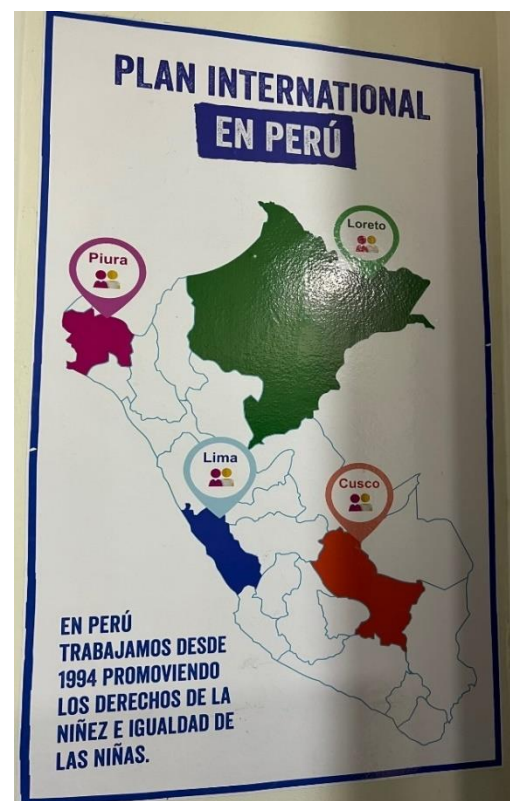 PLAN INTERNATIONAL
EN PERÚ
Loreto
Piura
Lima
Cusco
EN PERÚ
TRABAJAMOS DESDE
1994 PROMOVIENDO
LOS DERECHOS DE LA
NIÑEZ E IGUALDAD DE
LAS NIÑAS.